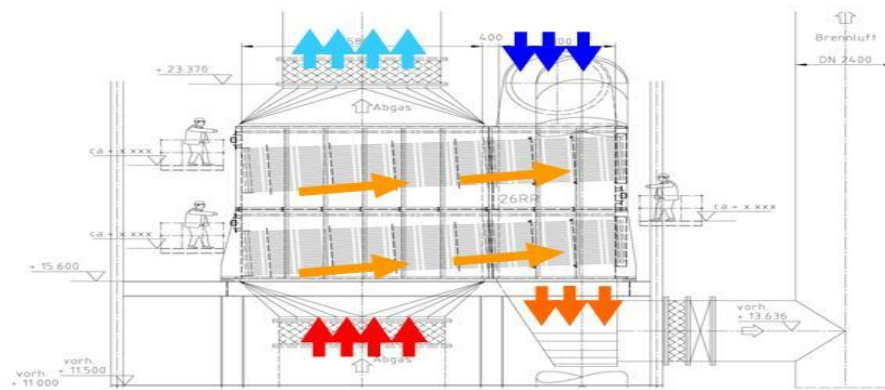 400
Brennluft
DN 2400
+ 23.370
Abgas
ca + x.xxx
26RR
ca + x.xxx
ca + x.xxx
+ 15.600
vorh.
+ 13.636
vorh.
+ 11.500
vorh.
+ 11.000
Abgas